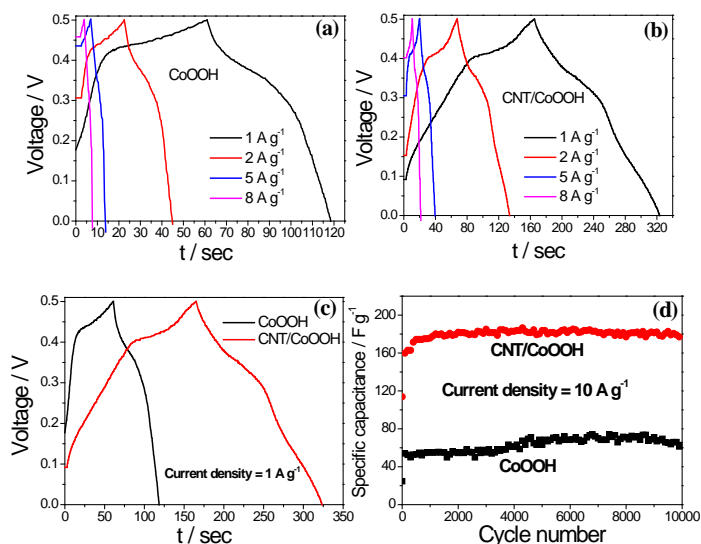 (a)
CoOOH
1 A g⁻¹
2 A g⁻¹
5 A g⁻¹
8 A g⁻¹
Voltage / V
0.5
0.4
0.3
0.2
0.1
0.0
0 10 20 30 40 50 60 70 80 90 100 110 120
t / sec
(b)
CNT/CoOOH
1 A g⁻¹
2 A g⁻¹
5 A g⁻¹
8 A g⁻¹
Voltage / V
0.5
0.4
0.3
0.2
0.1
0.0
0 40 80 120 160 200 240 280 320
t / sec
(c)
CoOOH
CNT/CoOOH
Current density = 1 A g⁻¹
Voltage / V
0.5
0.4
0.3
0.2
0.1
0.0
0 50 100 150 200 250 300 350
t / sec
(d)
CNT/CoOOH
Current density = 10 A g⁻¹
CoOOH
Specific capacitance / F g⁻¹
200
160
120
80
40
0
0 2000 4000 6000 8000 10000
Cycle number